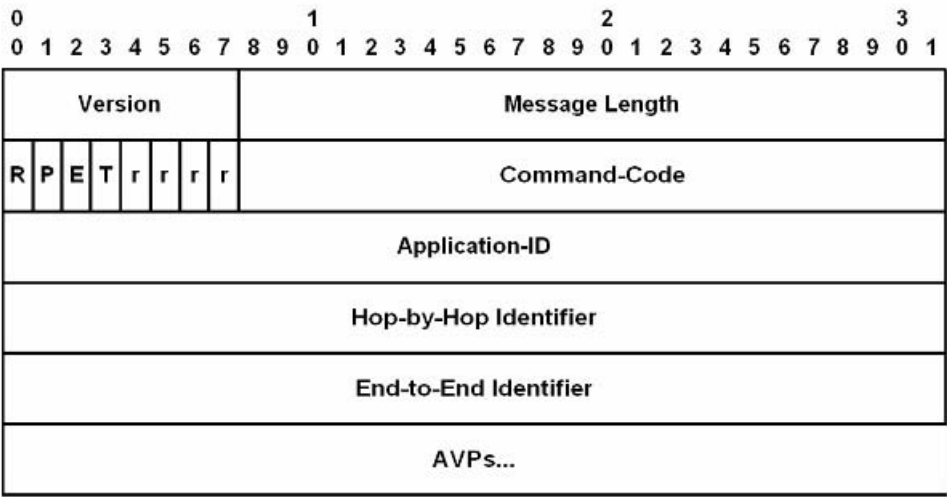 0 1 2 3
0 1 2 3 4 5 6 7 8 9 0 1 2 3 4 5 6 7 8 9 0 1 2 3 4 5 6 7 8 9 0 1
Version Message Length
R P E T r r r r Command-Code
Application-ID
Hop-by-Hop Identifier
End-to-End Identifier
AVPs...